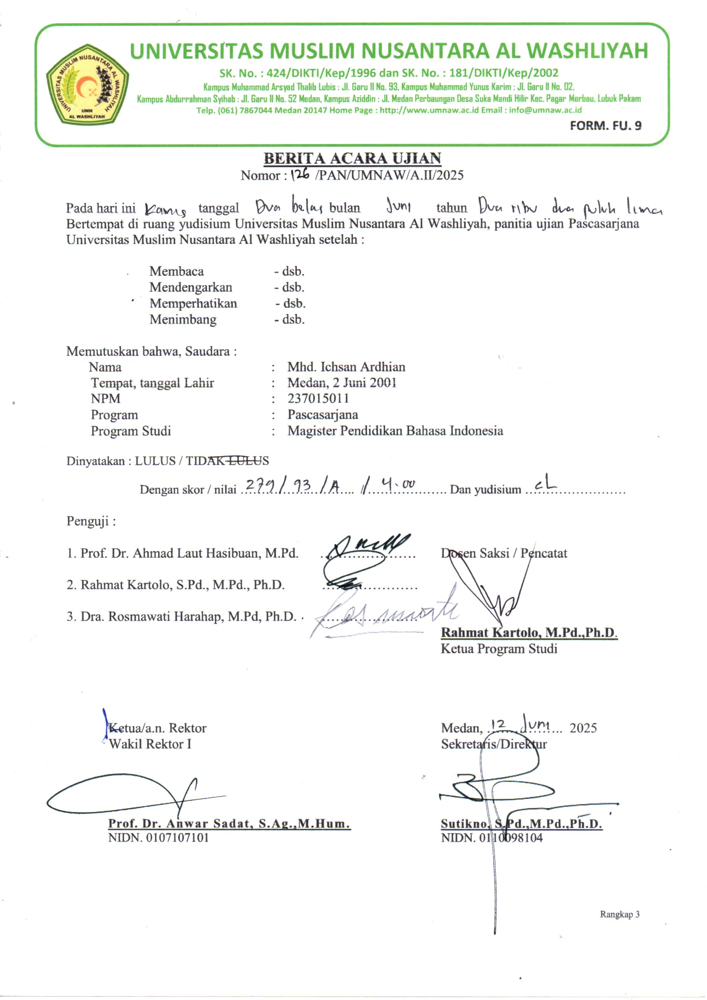 UNIVERSITAS MUSLIM NUSANTARA AL WASHLIYAH
UMN
AL WASHLIYAH
UNIVERSITAS MUSLIM NUSANTARA AL WASHLIYAH
SK. No. : 424/DIKTI/Kep/1996 dan SK. No. : 181/DIKTI/Kep/2002
Kampus Muhammad Arsyad Thalib Lubis : Jl. Garu II No. 93, Kampus Muhammad Yunus Karim : Jl. Garu II No. 02,
Kampus Abdurrahman Syihab : Jl. Garu II No. 52 Medan, Kampus Aziddin : Jl. Medan Perbaungan Desa Suka Mandi Hilir Kec. Pagar Merbau, Lubuk Pakam
Telp. (061) 7867044 Medan 20147 Home Page : http://www.umnaw.ac.id Email : info@umnaw.ac.id
FORM. FU. 9
BERITA ACARA UJIAN
Nomor : 126 /PAN/UMNAW/A.II/2025
Pada hari ini Kamis tanggal Dua belas bulan Juni tahun Dua ribu dua puluh lima
Bertempat di ruang yudisium Universitas Muslim Nusantara Al Washliyah, panitia ujian Pascasarjana
Universitas Muslim Nusantara Al Washliyah setelah :
Membaca - dsb.
Mendengarkan - dsb.
Memperhatikan - dsb.
Menimbang - dsb.
Memutuskan bahwa, Saudara :
Nama : Mhd. Ichsan Ardhian
Tempat, tanggal Lahir : Medan, 2 Juni 2001
NPM : 237015011
Program : Pascasarjana
Program Studi : Magister Pendidikan Bahasa Indonesia
Dinyatakan : LULUS / TIDAK LULUS
Dengan skor / nilai 279 / 93 / A // 4.00 Dan yudisium cL
Penguji :
1. Prof. Dr. Ahmad Laut Hasibuan, M.Pd. Dosen Saksi / Pencatat
2. Rahmat Kartolo, S.Pd., M.Pd., Ph.D.
3. Dra. Rosmawati Harahap, M.Pd, Ph.D.
Rahmat Kartolo, M.Pd.,Ph.D.
Ketua Program Studi
Ketua/a.n. Rektor
Wakil Rektor I
Medan, 12 Juni 2025
Sekretaris/Direktur
Prof. Dr. Anwar Sadat, S.Ag.,M.Hum.
NIDN. 0107107101
Sutikno, S.Pd.,M.Pd.,Ph.D.
NIDN. 0110098104
Rangkap 3